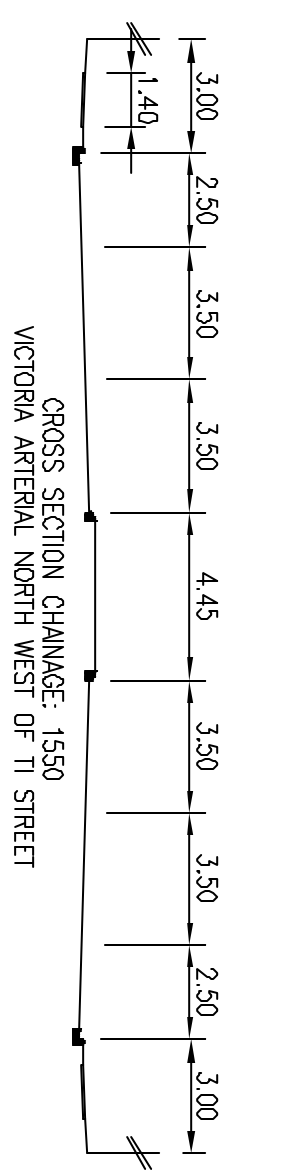 3.00 2.50 3.50 3.50 4.45 3.50 3.50 2.50 3.00
1.40
CROSS SECTION CHAINAGE: 1550
VICTORIA ARTERIAL NORTH WEST OF TI STREET